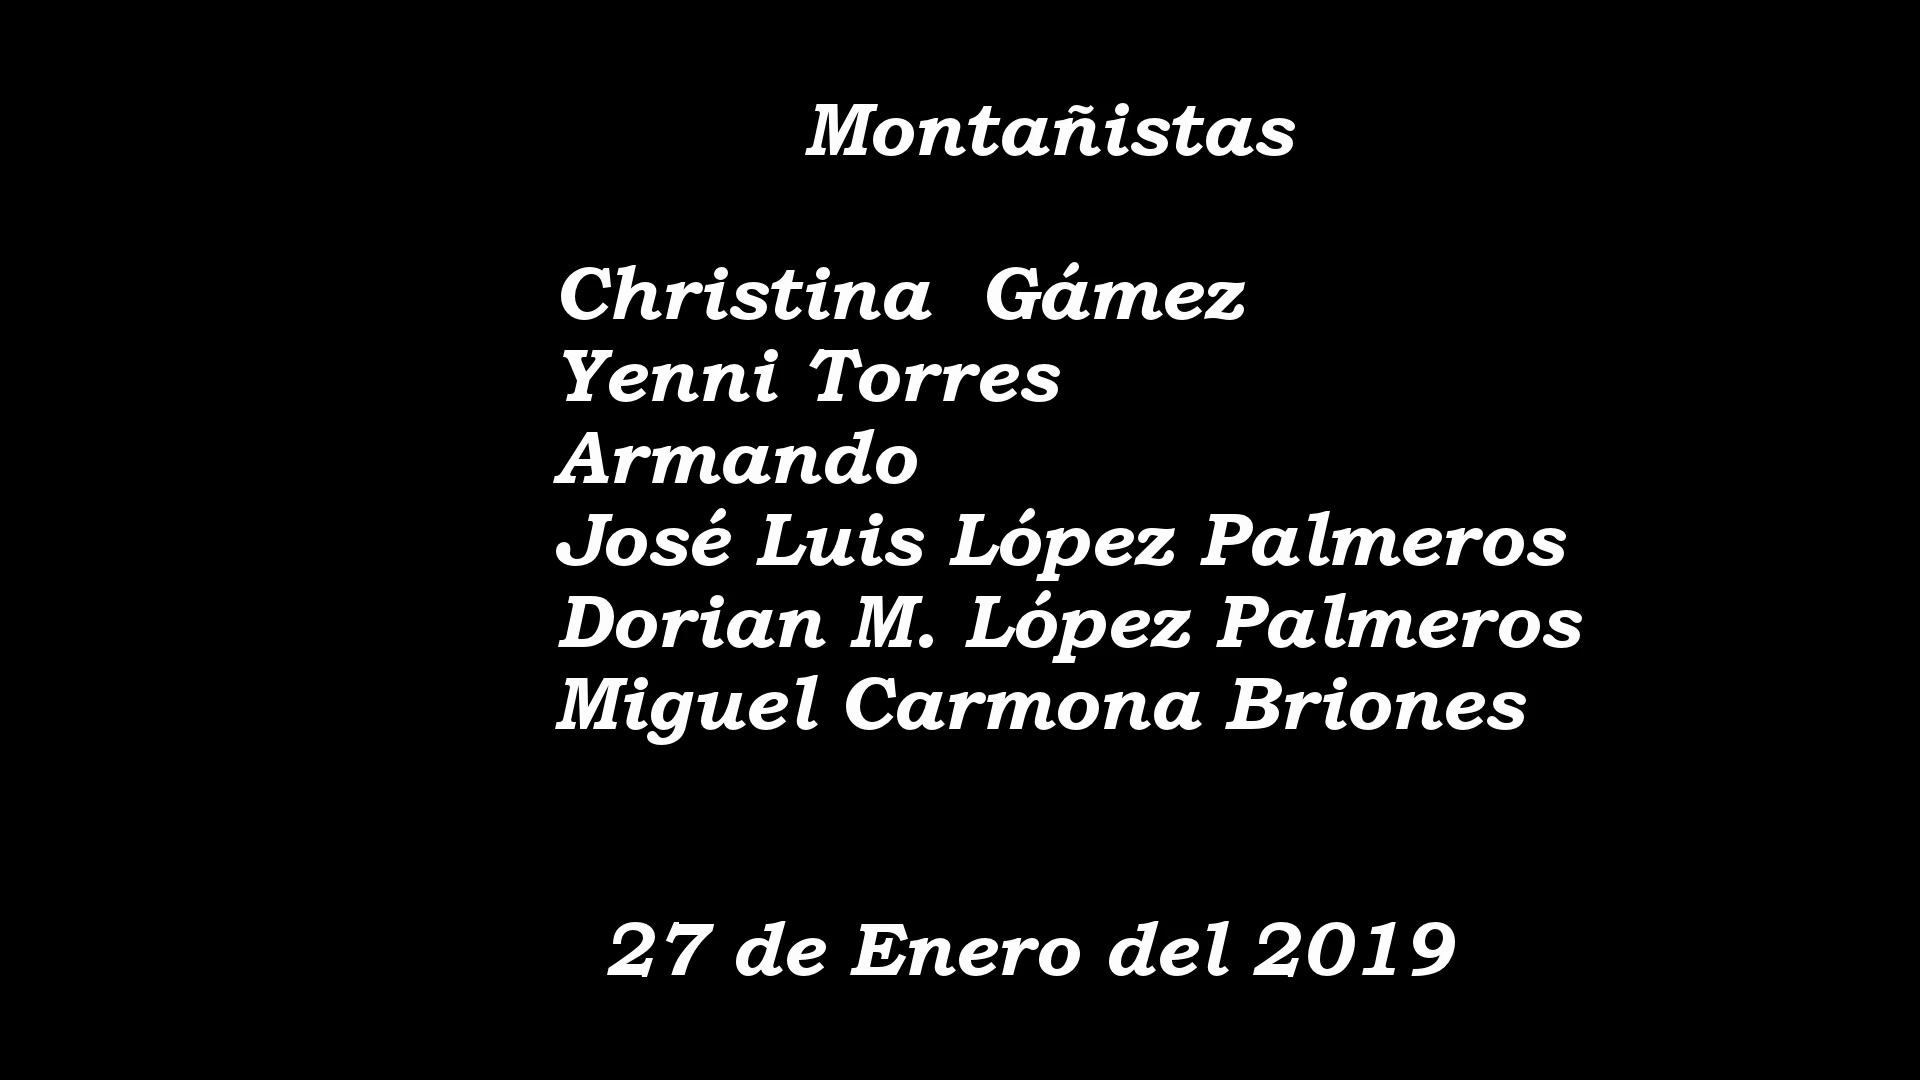 Montañistas
Christina  Gámez
Yenni Torres
Armando
José Luis López Palmeros
Dorian M. López Palmeros
Miguel Carmona Briones
27 de Enero del 2019